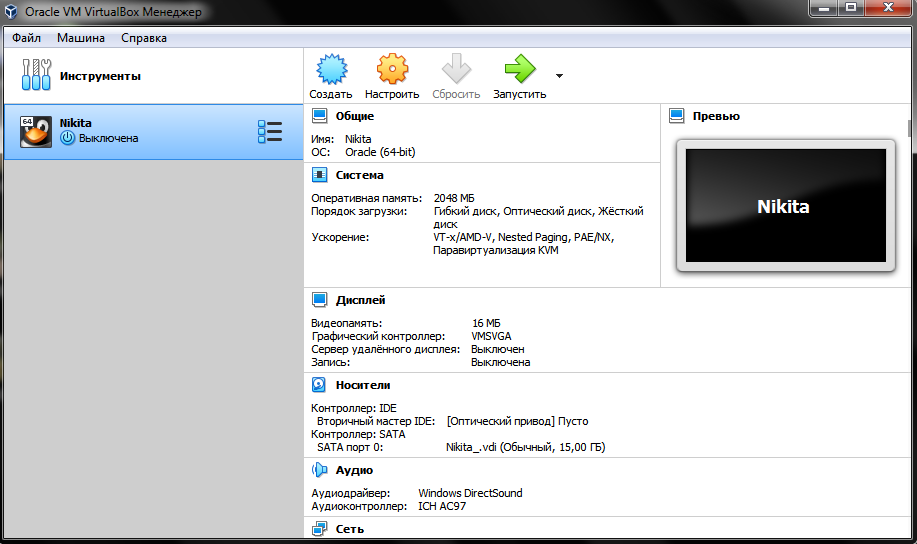 Oracle VM VirtualBox Менеджер
Файл Машина Справка
Инструменты
Создать Настроить Сбросить Запустить
64
Nikita
Выключена
Общие
Имя: Nikita
ОС: Oracle (64-bit)
Превью
Nikita
Система
Оперативная память: 2048 МБ
Порядок загрузки: Гибкий диск, Оптический диск, Жёсткий
диск
Ускорение: VT-x/AMD-V, Nested Paging, PAE/NX,
Паравиртуализация KVM
Дисплей
Видеопамять: 16 МБ
Графический контроллер: VMSVGA
Сервер удалённого дисплея: Выключен
Запись: Выключена
Носители
Контроллер: IDE
Вторичный мастер IDE: [Оптический привод] Пусто
Контроллер: SATA
SATA порт 0: Nikita_.vdi (Обычный, 15,00 ГБ)
Аудио
Аудиодрайвер: Windows DirectSound
Аудиоконтроллер: ICH AC97
Сеть